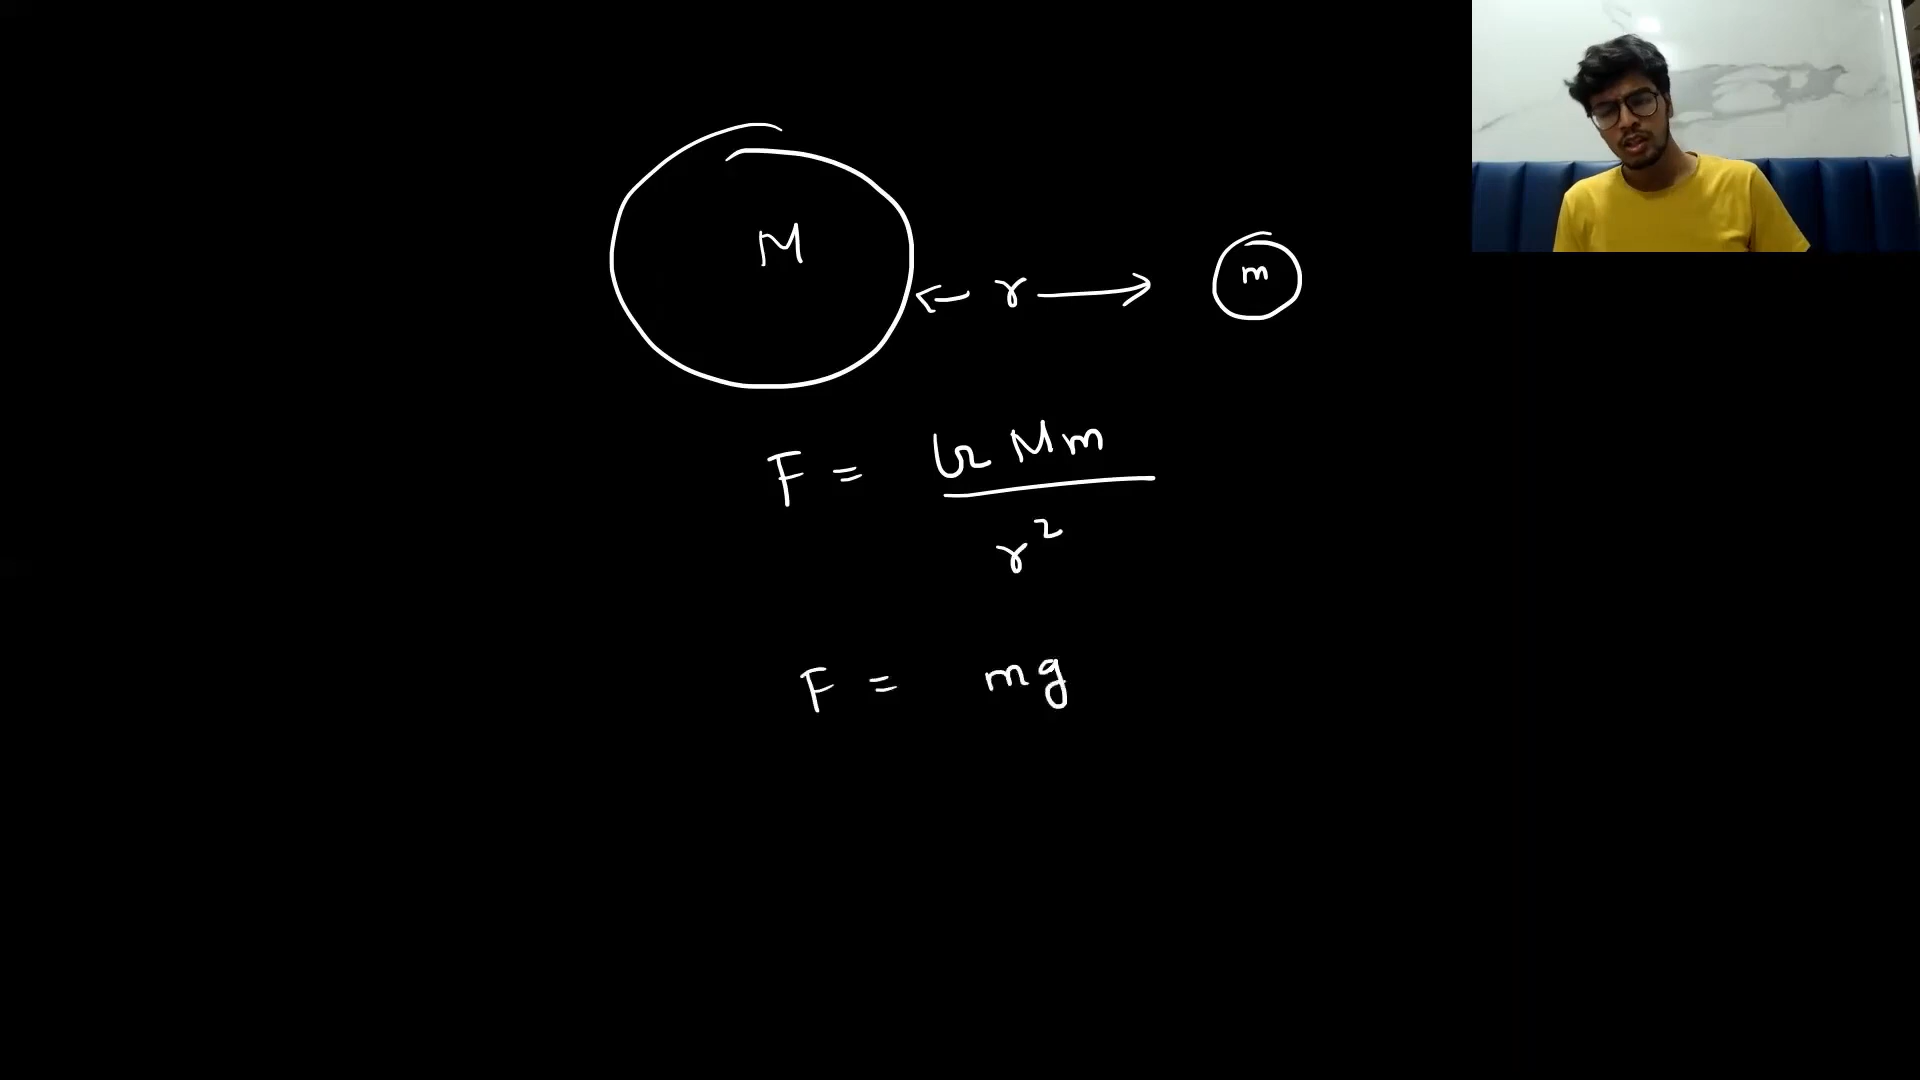 M
← r →
m
F = GMm / r²
F = mg